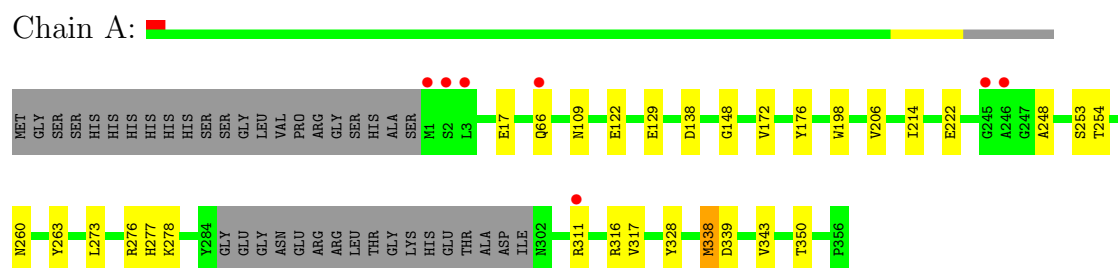 Chain A:
MET GLY SER SER HIS HIS HIS HIS HIS HIS SER SER GLY LEU VAL PRO ARG GLY SER HIS ALA SER M1 S2 L3 E17 Q66 N109 E122 E129 D138 G148 V172 Y176 W198 V206 I214 E222 G245 A246 G247 A248 S253 T254
N260 Y263 L273 R276 H277 K278 Y284 GLY GLU GLY ASN GLU ARG ARG LEU THR GLY LYS HIS GLU THR ALA ASP ILE N302 R311 R316 V317 Y328 M338 D339 V343 T350 P356